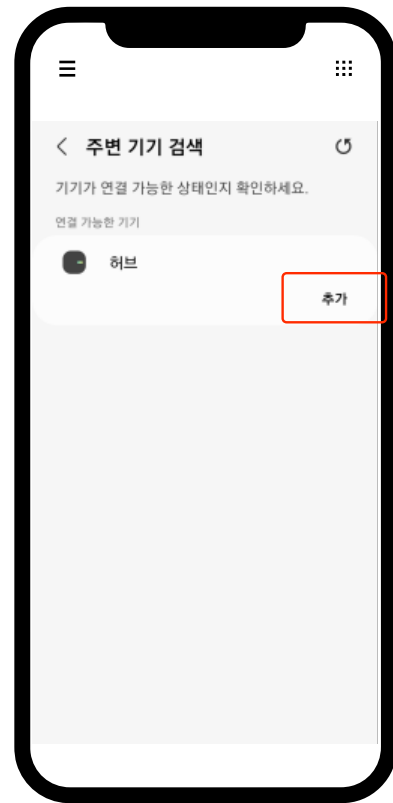 주변 기기 검색
기기가 연결 가능한 상태인지 확인하세요.
연결 가능한 기기
허브
추가